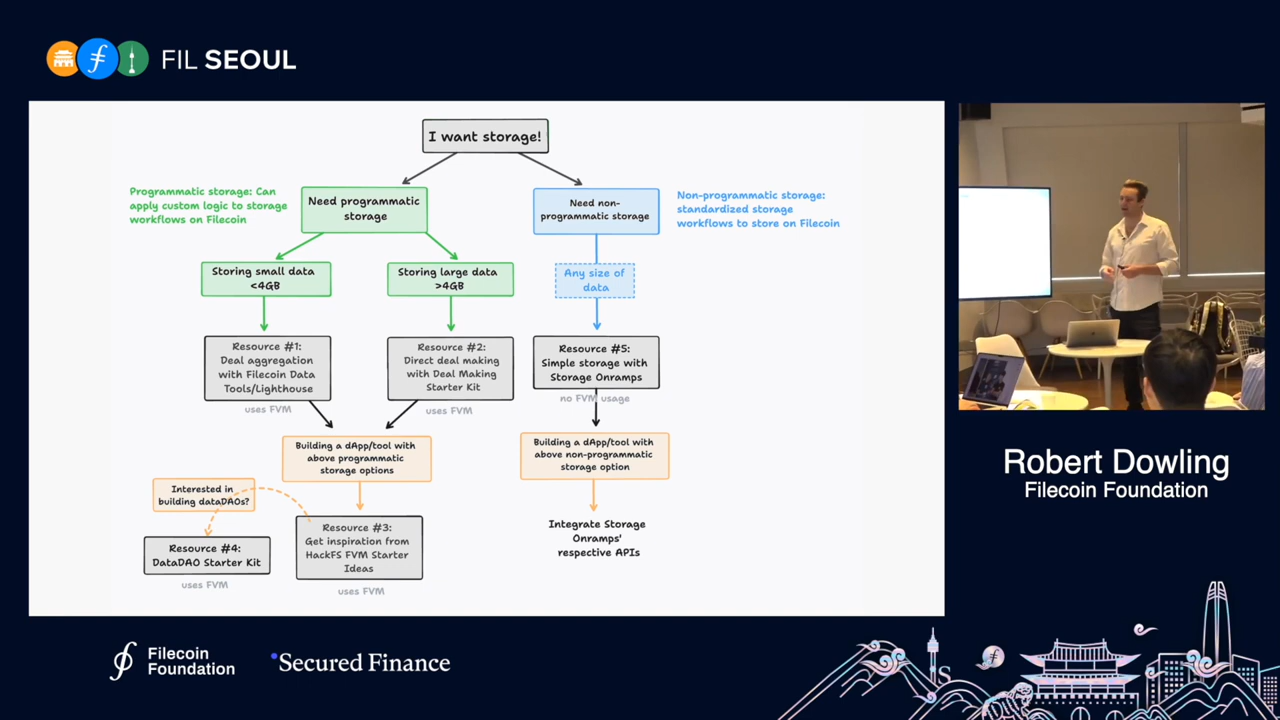 FIL SEOUL
I want storage!
Programmatic storage: Can
apply custom logic to storage
workflows on Filecoin
Need programmatic
storage
Need non-
programmatic storage
Non-programmatic storage:
standardized storage
workflows to store on Filecoin
Storing small data
<4GB
Storing large data
>4GB
Any size of
data
Resource #1:
Deal aggregation
with Filecoin Data
Tools/Lighthouse
uses FVM
Resource #2:
Direct deal making
with Deal Making
Starter Kit
uses FVM
Resource #5:
Simple storage with
Storage Onramps
no FVM usage
Building a dApp/tool with
above programmatic
storage options
Building a dApp/tool with
above non-programmatic
storage option
Interested in
building dataDAOs?
Resource #3:
Get inspiration from
HackFS FVM Starter
Ideas
uses FVM
Resource #4:
DataDAO Starter Kit
uses FVM
Integrate Storage
Onramps'
respective APIs
Robert Dowling
Filecoin Foundation
Filecoin
Foundation
Secured Finance